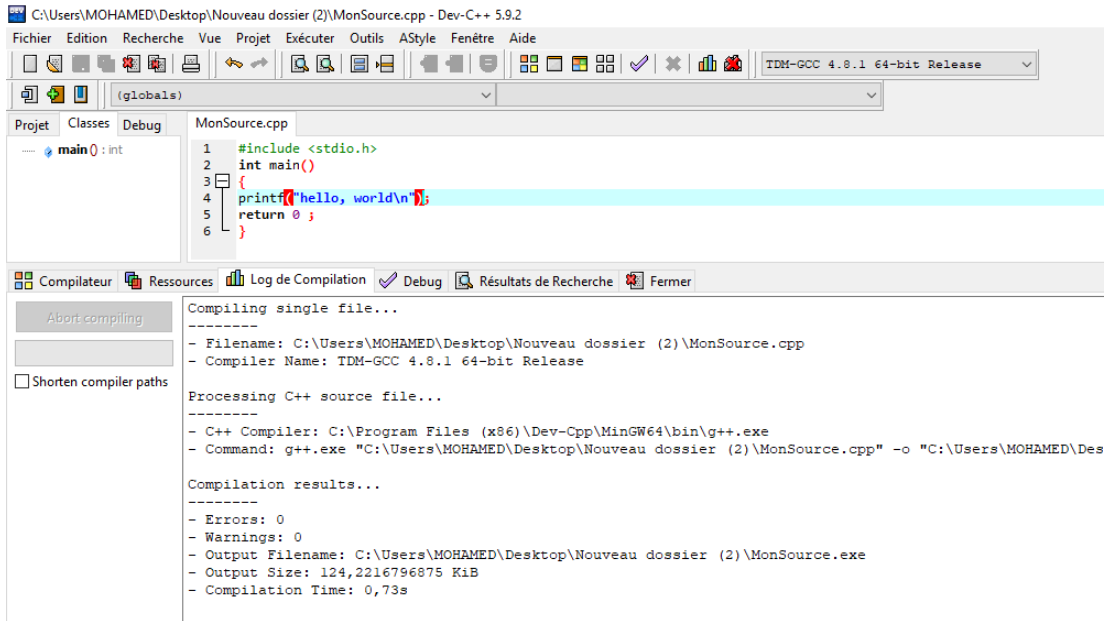 C:\Users\MOHAMED\Desktop\Nouveau dossier (2)\MonSource.cpp - Dev-C++ 5.9.2
Fichier Edition Recherche Vue Projet Exécuter Outils AStyle Fenêtre Aide
TDM-GCC 4.8.1 64-bit Release
(globals)
Projet Classes Debug MonSource.cpp
main () : int
1 #include <stdio.h>
2 int main()
3 {
4 printf("hello, world\n");
5 return 0 ;
6 }
Compilateur Ressources Log de Compilation Debug Résultats de Recherche Fermer
Abort compiling
Shorten compiler paths
Compiling single file...
--------
- Filename: C:\Users\MOHAMED\Desktop\Nouveau dossier (2)\MonSource.cpp
- Compiler Name: TDM-GCC 4.8.1 64-bit Release
Processing C++ source file...
--------
- C++ Compiler: C:\Program Files (x86)\Dev-Cpp\MinGW64\bin\g++.exe
- Command: g++.exe "C:\Users\MOHAMED\Desktop\Nouveau dossier (2)\MonSource.cpp" -o "C:\Users\MOHAMED\Des
Compilation results...
--------
- Errors: 0
- Warnings: 0
- Output Filename: C:\Users\MOHAMED\Desktop\Nouveau dossier (2)\MonSource.exe
- Output Size: 124,2216796875 KiB
- Compilation Time: 0,73s